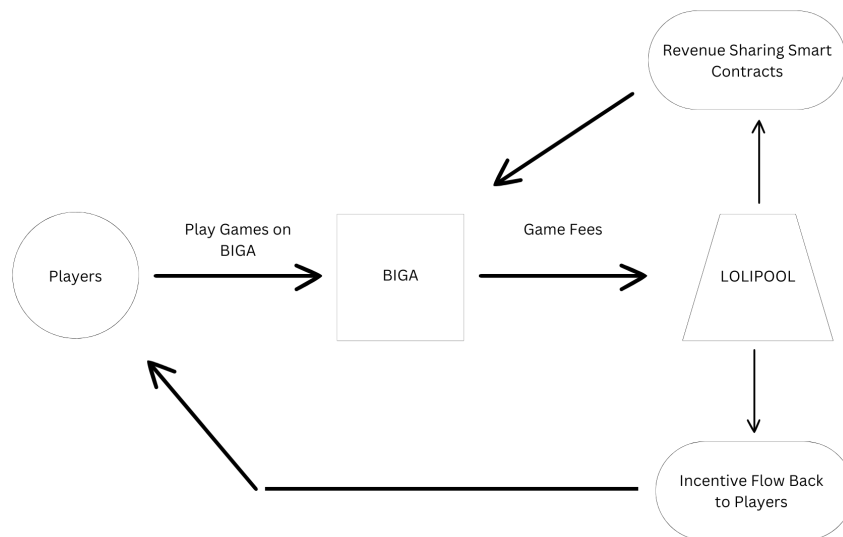 Revenue Sharing Smart
Contracts
Play Games on
BIGA
Game Fees
Players
BIGA
LOLIPOOL
Incentive Flow Back
to Players